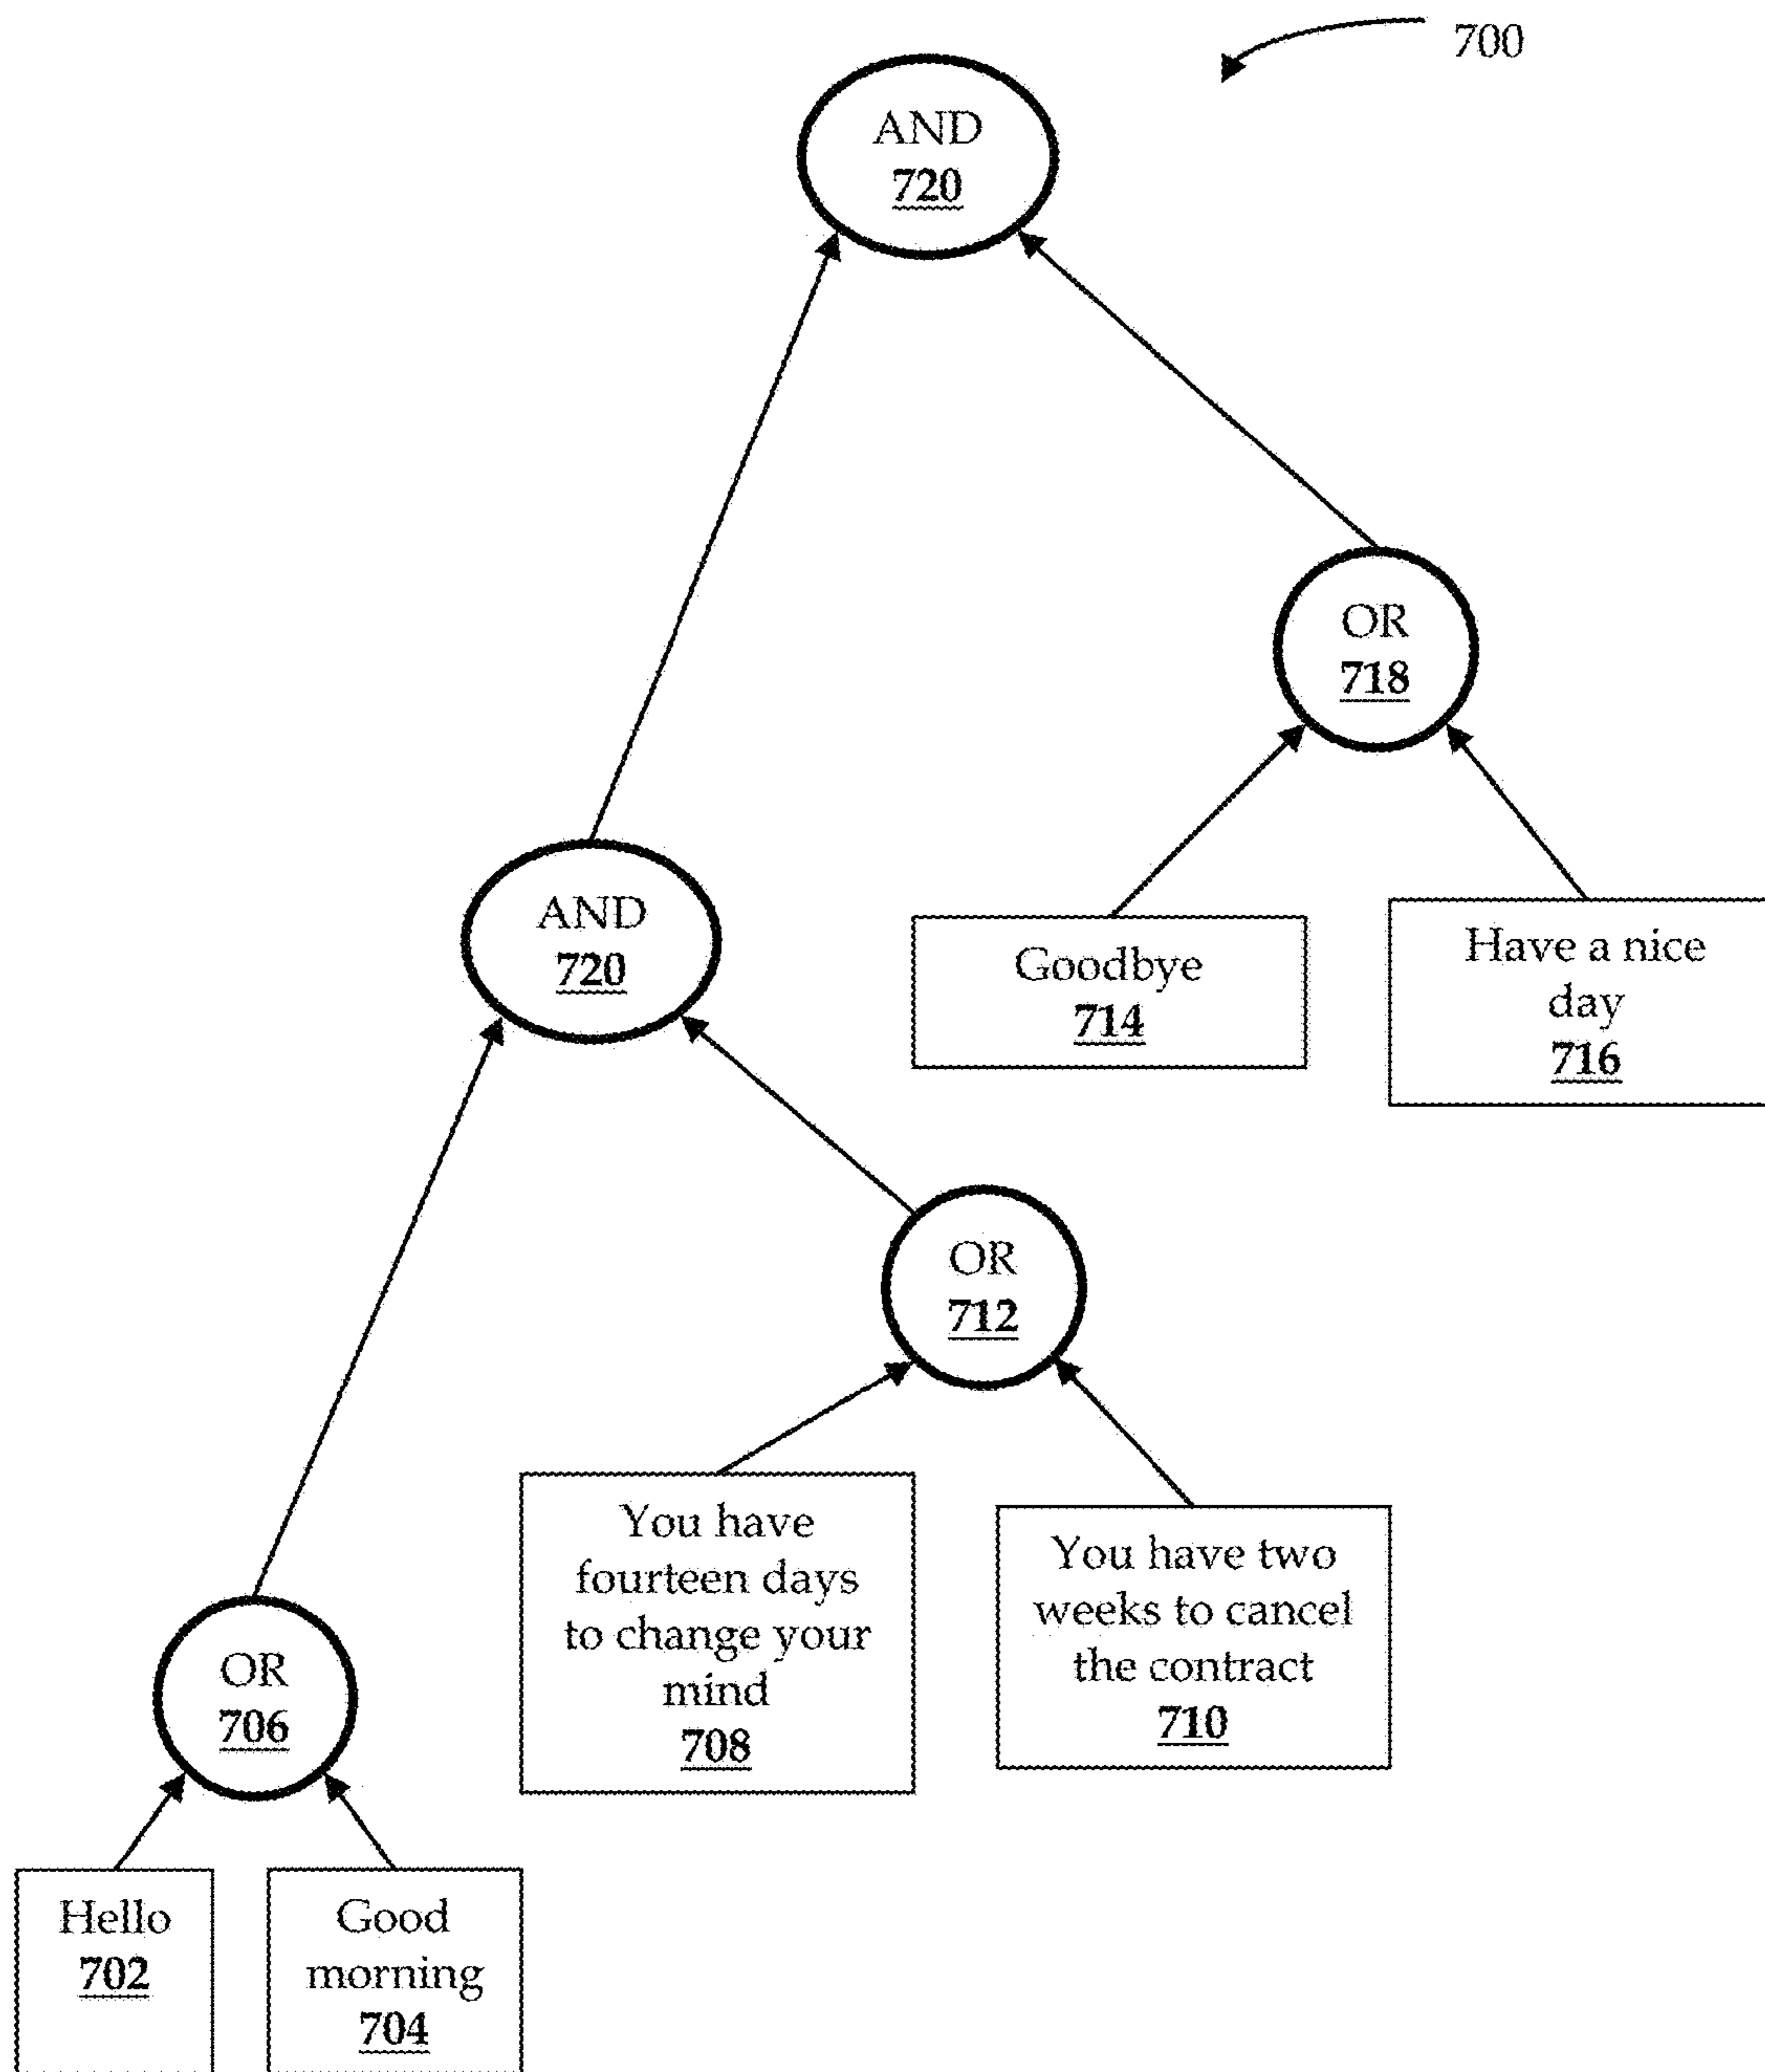 700
AND
720
OR
718
AND
720
Goodbye
714
Have a nice
day
716
OR
712
You have
fourteen days
to change your
mind
708
You have two
weeks to cancel
the contract
710
OR
706
Hello
702
Good
morning
704